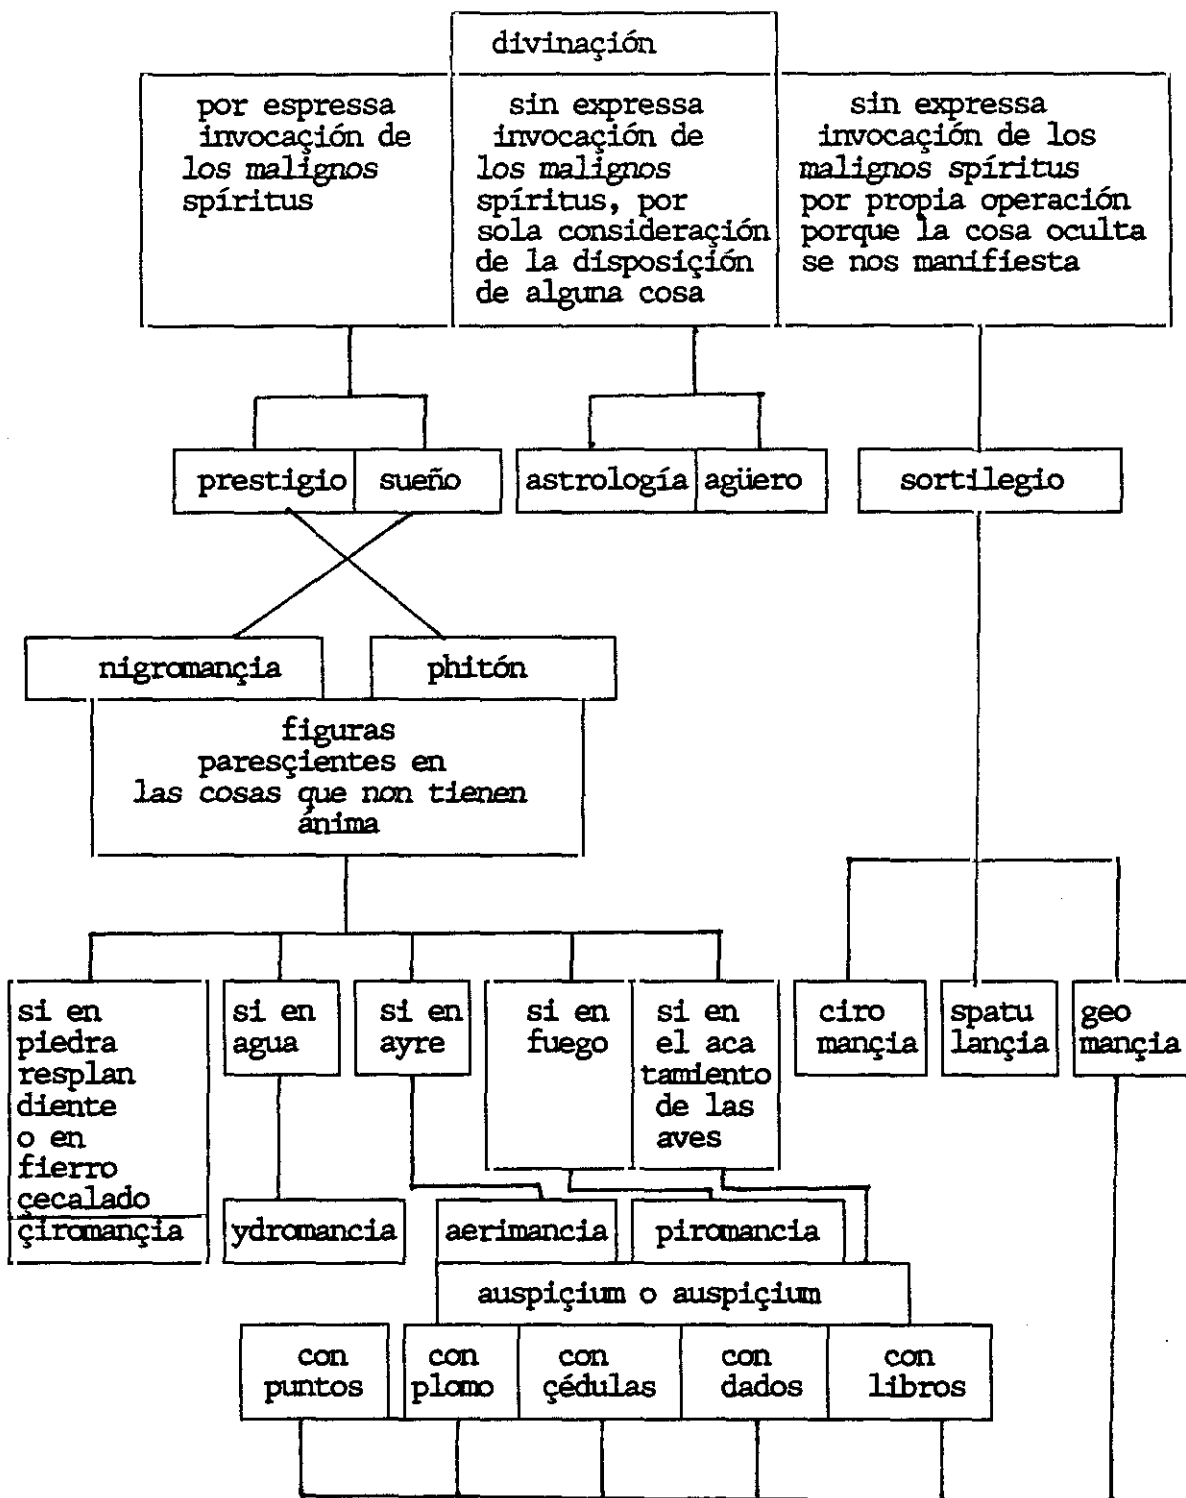 divinaçión
por espressa
invocaçión de
los malignos
spíritus
sin expressa
invocaçión de
los malignos
spíritus, por
sola consideraçión
de la disposiçión
de alguna cosa
sin expressa
invocaçión de los
malignos spíritus
por propia operaçión
porque la cosa oculta
se nos manifiesta
prestigio
sueño
astrología
agüero
sortilegio
nigromançia
phitón
figuras
paresçientes en
las cosas que non tienen
ánima
si en
piedra
resplan
diente
o en
fierro
çecalado
çiromançia
si en
agua
si en
ayre
si en
fuego
si en
el aca
tamiento
de las
aves
ciro
mançia
spatu
lançia
geo
mançia
ydromancia
aerimancia
piromancia
auspiçium o auspiçium
con
puntos
con
plomo
con
çédulas
con
dados
con
libros